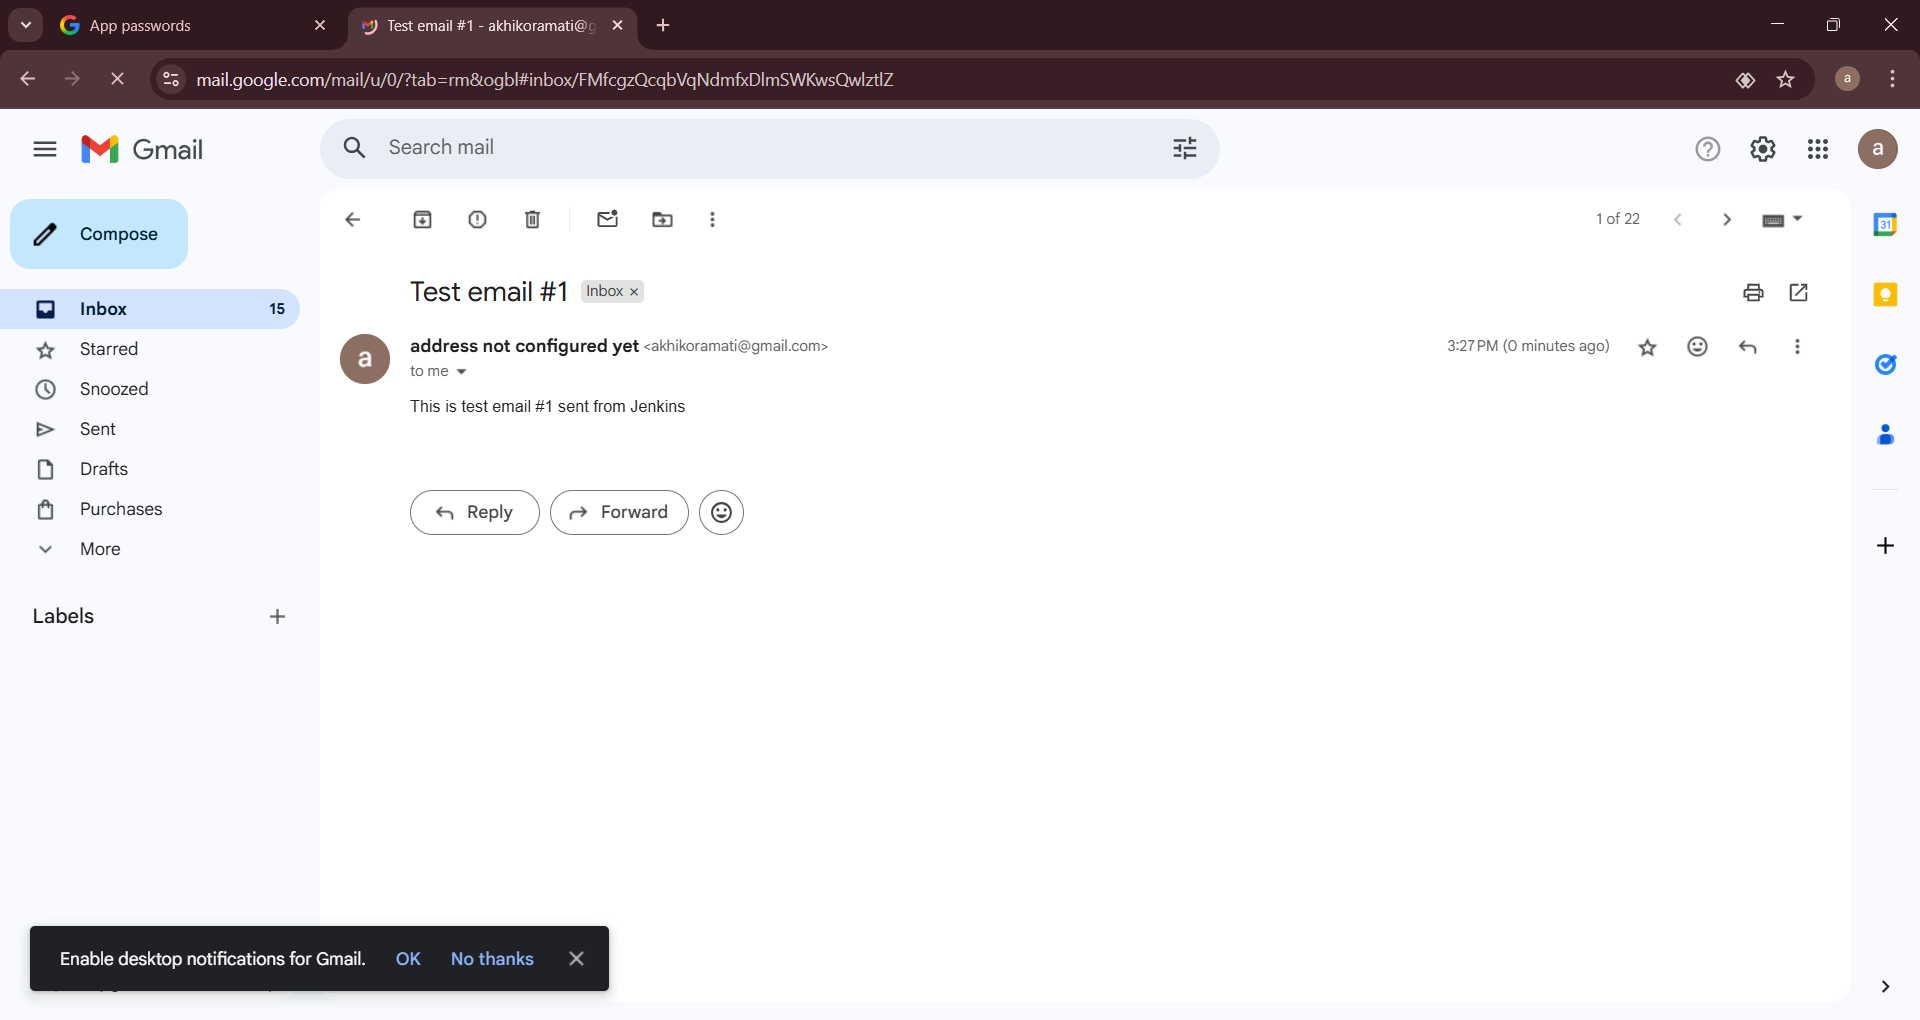 App passwords
Test email #1 - akhikoramati@g
mail.google.com/mail/u/0/?tab=rm&ogbl#inbox/FMfcgzQcqbVqNdmfxDlmSWKwsQwlztlZ
a
Gmail
Search mail
a
Compose
1 of 22
31
Test email #1 Inbox ×
Inbox 15
Starred
address not configured yet <akhikoramati@gmail.com> 3:27 PM (0 minutes ago)
a
to me
Snoozed
This is test email #1 sent from Jenkins
Sent
Drafts
Purchases
Reply Forward
More
Labels
Enable desktop notifications for Gmail. OK No thanks